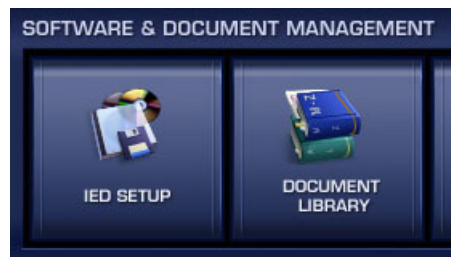 SOFTWARE & DOCUMENT MANAGEMENT
IED SETUP
DOCUMENT
LIBRARY
Z-R